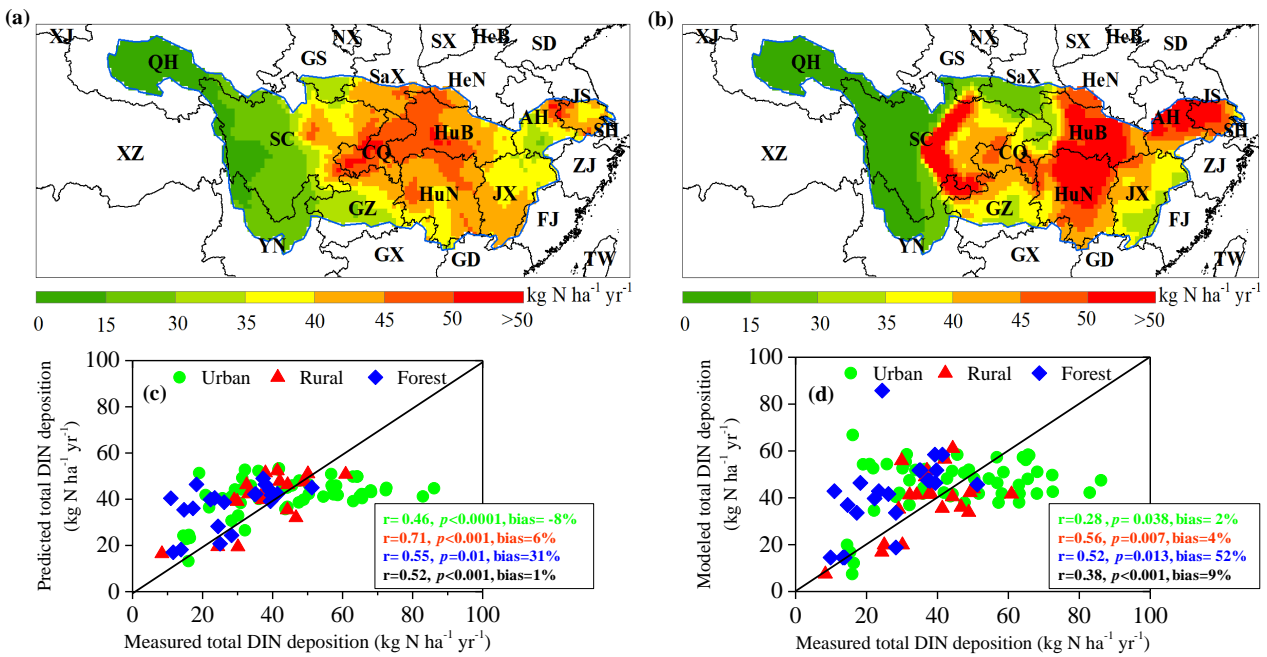 (a)
XJ
NX
SX
HeB
SD
QH
GS
SaX
HeN
JS
AH
SH
SC
HuB
XZ
CQ
ZJ
HuN
JX
GZ
FJ
YN
GX
GD
TW
kg N ha⁻¹ yr⁻¹
0 15 30 35 40 45 50 >50
(b)
XJ
NX
SX
HeB
SD
QH
GS
SaX
HeN
JS
AH
SH
SC
HuB
XZ
CQ
ZJ
HuN
JX
GZ
FJ
YN
GX
GD
TW
kg N ha⁻¹ yr⁻¹
0 15 30 35 40 45 50 >50
(c)
Urban Rural Forest
Predicted total DIN deposition
(kg N ha⁻¹ yr⁻¹)
100
80
60
40
20
0
r= 0.46, p<0.0001, bias= -8%
r=0.71, p<0.001, bias=6%
r=0.55, p=0.01, bias=31%
r=0.52, p<0.001, bias=1%
0 20 40 60 80 100
Measured total DIN deposition (kg N ha⁻¹ yr⁻¹)
(d)
Urban Rural Forest
Modeled total DIN deposition
(kg N ha⁻¹ yr⁻¹)
100
80
60
40
20
0
r=0.28, p= 0.038, bias= 2%
r=0.56, p=0.007, bias= 4%
r=0.52, p=0.013, bias= 52%
r=0.38, p<0.001, bias=9%
0 20 40 60 80 100
Measured total DIN deposition (kg N ha⁻¹ yr⁻¹)